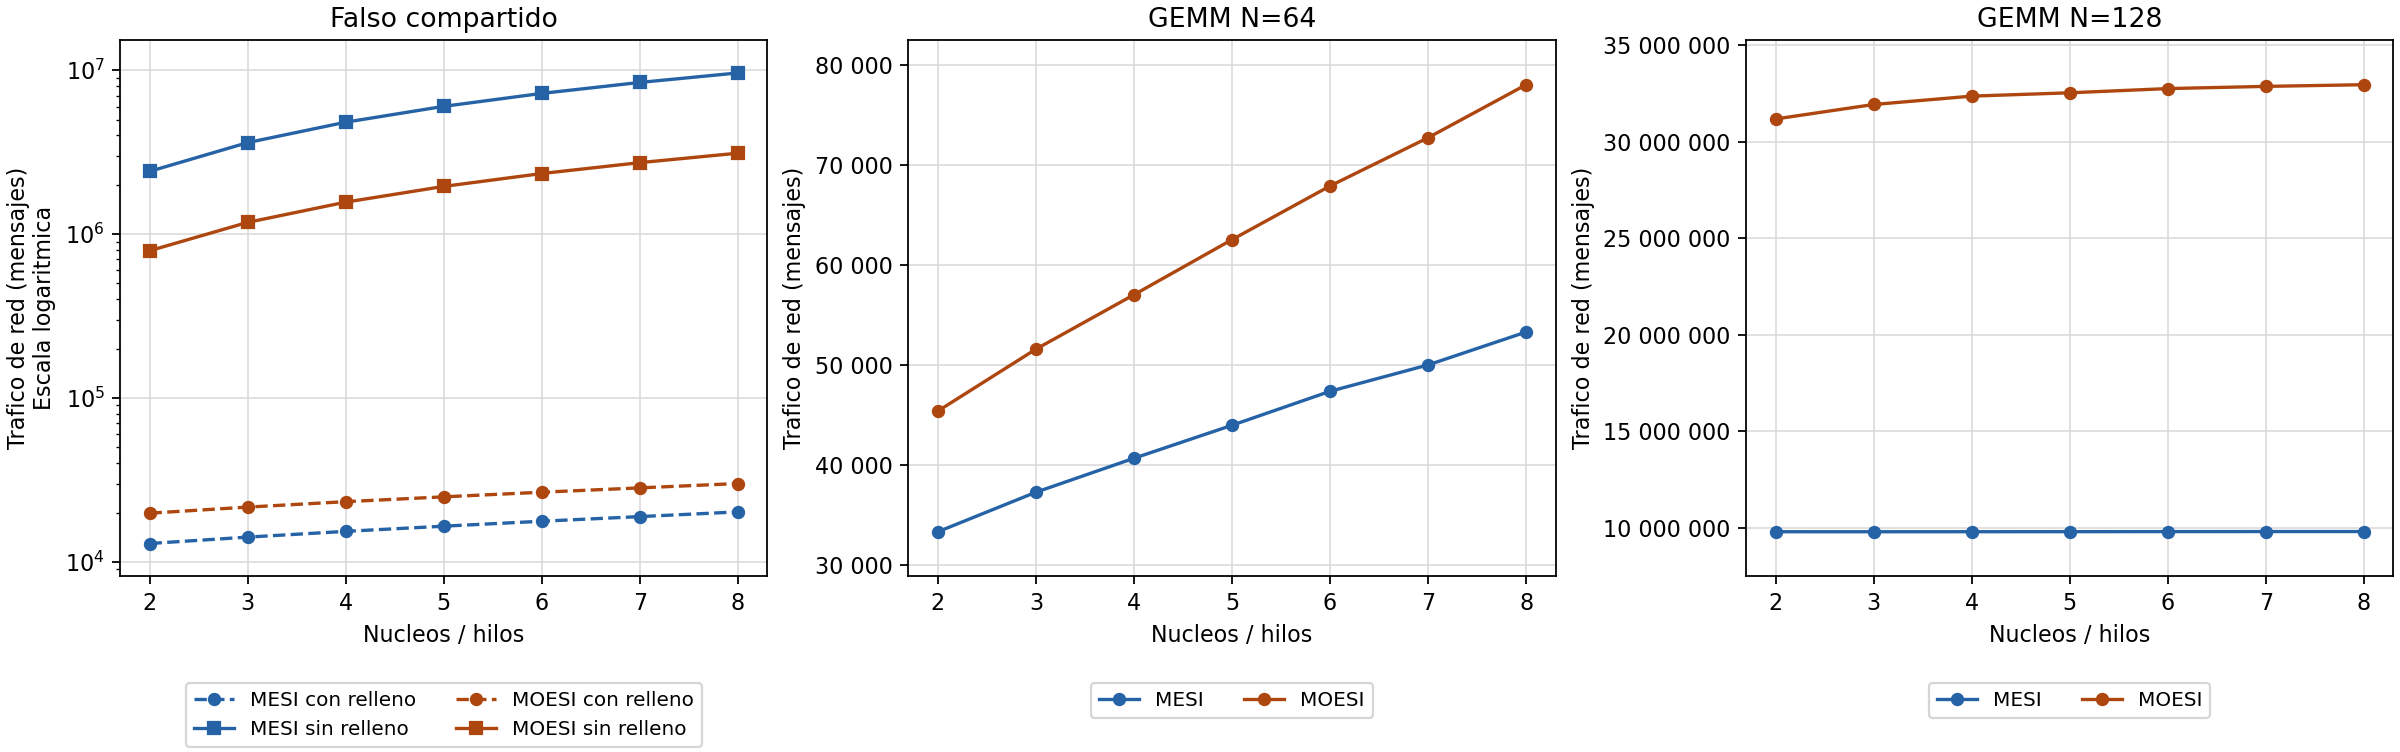 Falso compartido
Trafico de red (mensajes)
Escala logaritmica
10^7
10^6
10^5
10^4
2 3 4 5 6 7 8
Nucleos / hilos
MESI con relleno
MESI sin relleno
MOESI con relleno
MOESI sin relleno
GEMM N=64
Trafico de red (mensajes)
80 000
70 000
60 000
50 000
40 000
30 000
2 3 4 5 6 7 8
Nucleos / hilos
MESI MOESI
GEMM N=128
Trafico de red (mensajes)
35 000 000
30 000 000
25 000 000
20 000 000
15 000 000
10 000 000
2 3 4 5 6 7 8
Nucleos / hilos
MESI MOESI